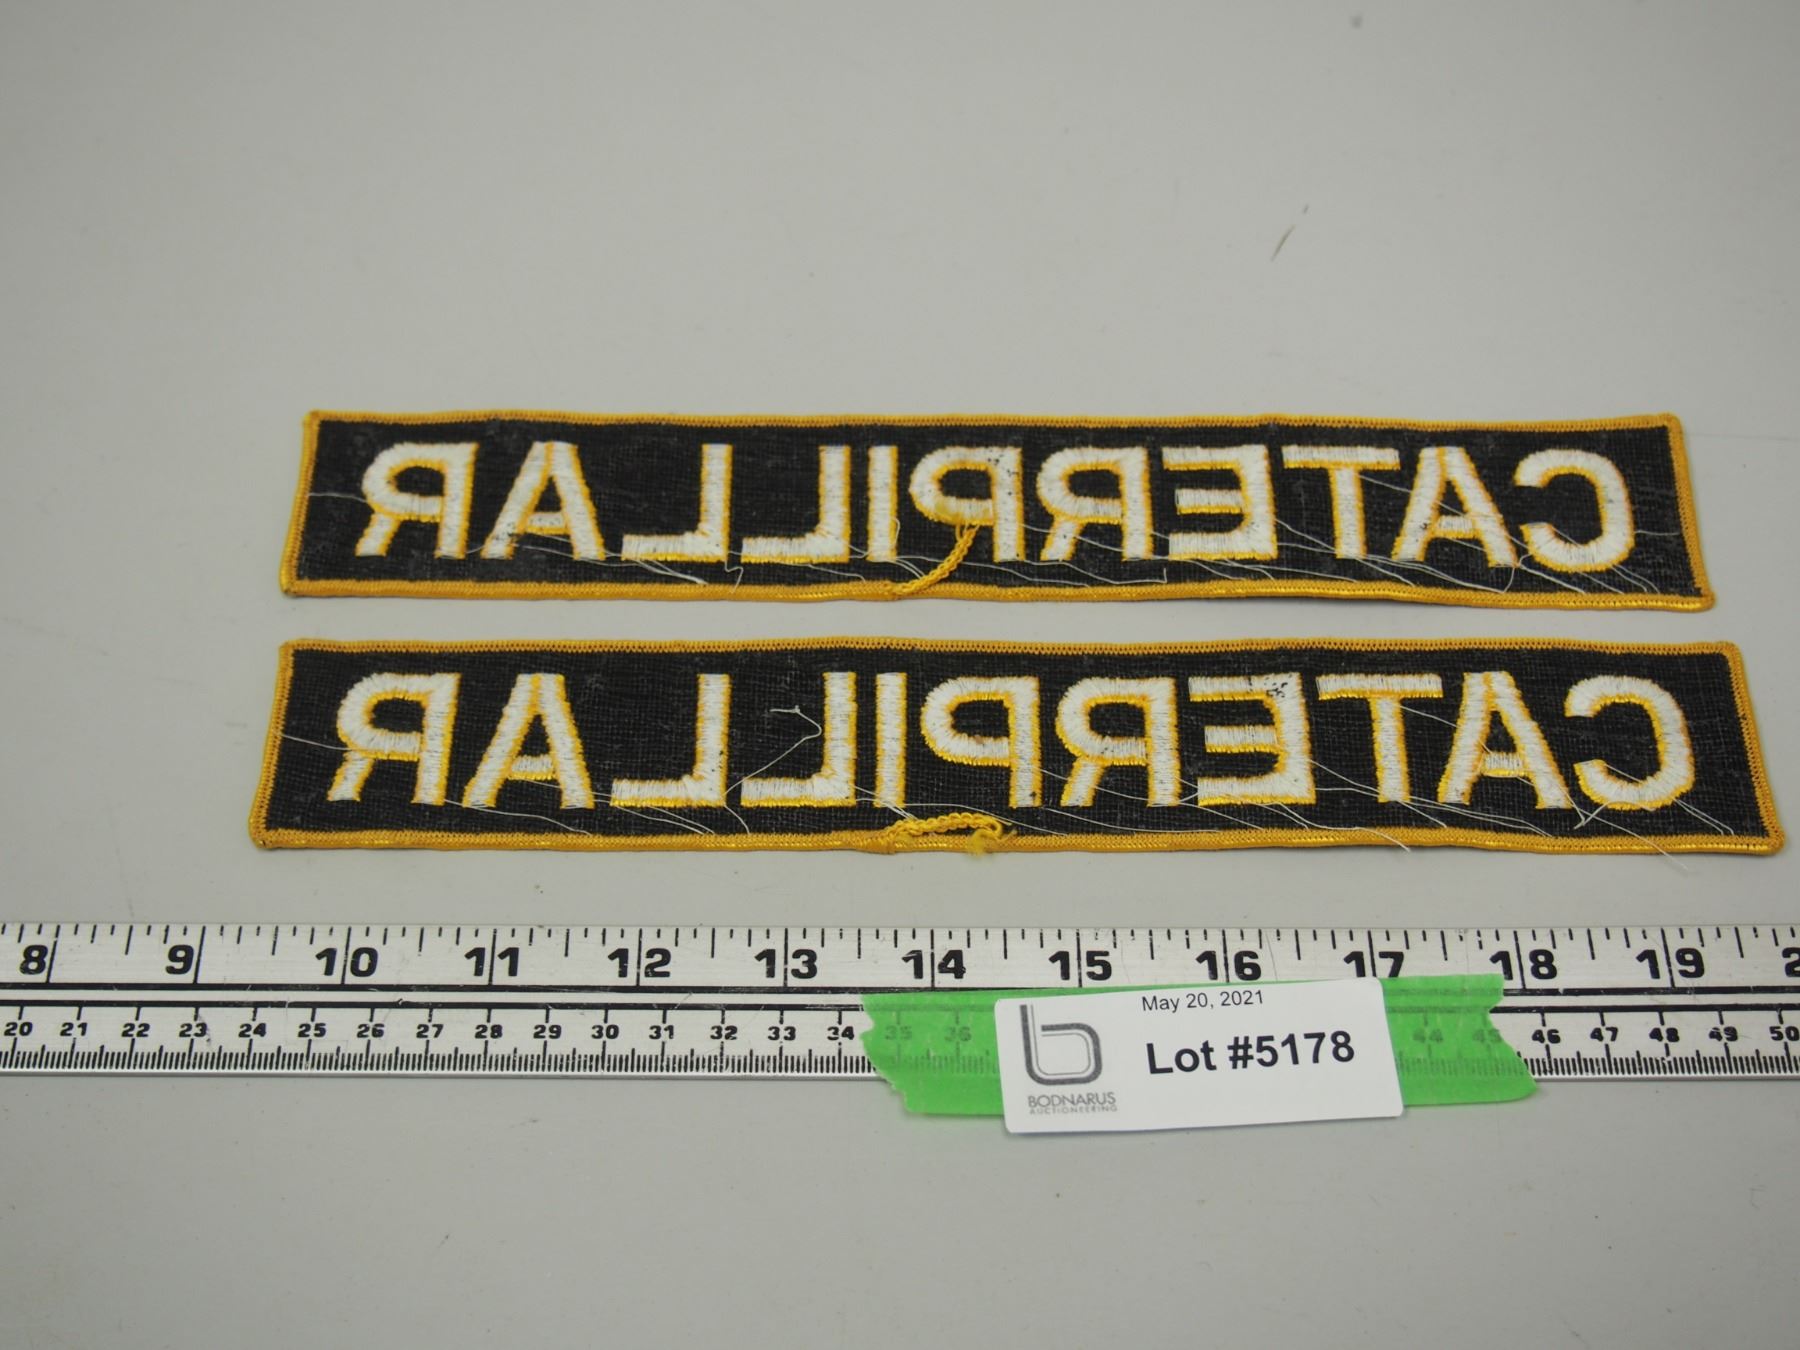 CATERPILLAR
CATERPILLAR
8 9 10 11 12 13 14 15 16 17 18 19 2
20 21 22 23 24 25 26 27 28 29 30 31 32 33 34 35 36 44 45 46 47 48 49 50
May 20, 2021
Lot #5178
b
BODNARUS
AUCTIONEERING